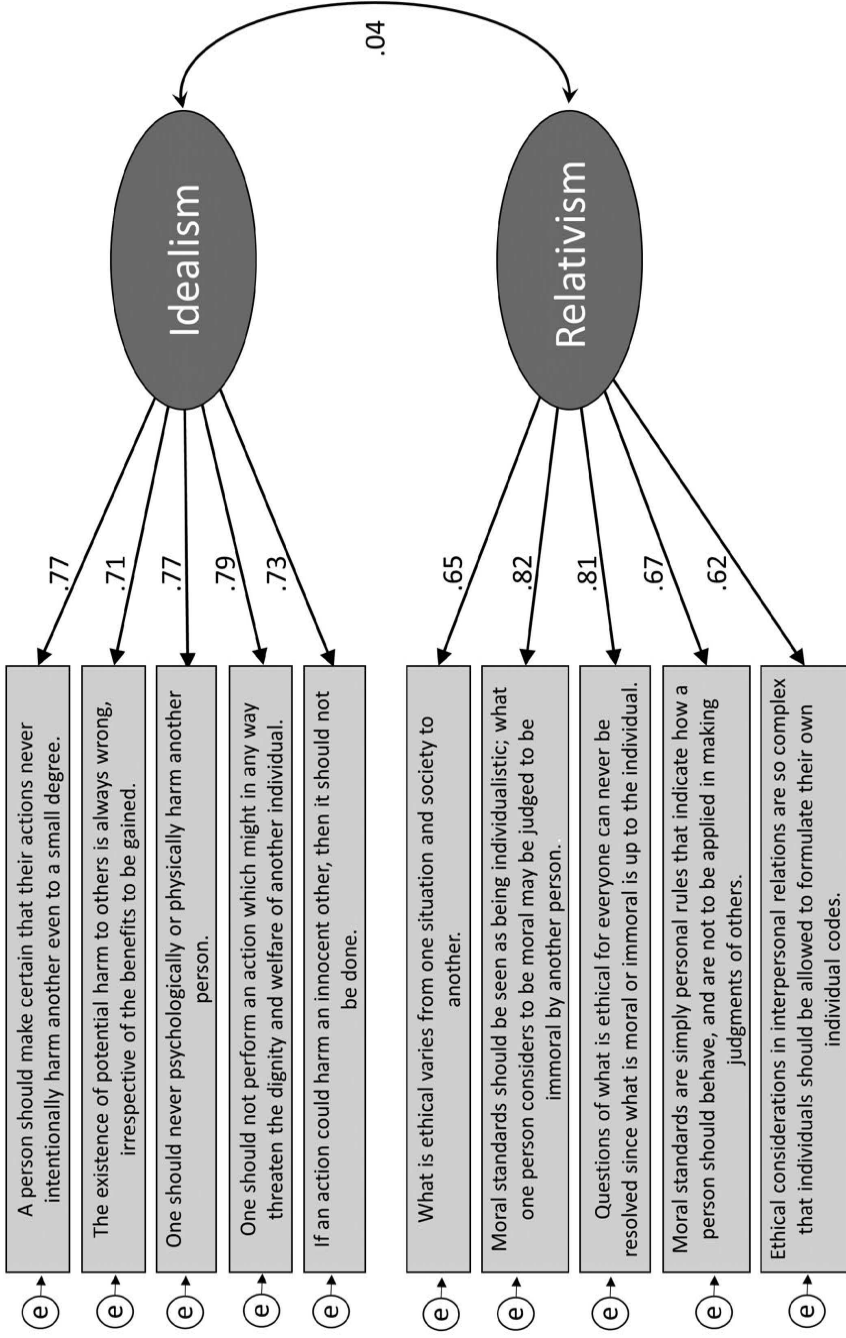 e
A person should make certain that their actions never
intentionally harm another even to a small degree.
.77
e
The existence of potential harm to others is always wrong,
irrespective of the benefits to be gained.
.71
e
One should never psychologically or physically harm another
person.
.77
e
One should not perform an action which might in any way
threaten the dignity and welfare of another individual.
.79
e
If an action could harm an innocent other, then it should not
be done.
.73
Idealism
.04
e
What is ethical varies from one situation and society to
another.
.65
e
Moral standards should be seen as being individualistic; what
one person considers to be moral may be judged to be
immoral by another person..
.82
e
Questions of what is ethical for everyone can never be
resolved since what is moral or immoral is up to the individual.
.81
e
Moral standards are simply personal rules that indicate how a
person should behave, and are not to be applied in making
judgments of others.
.67
e
Ethical considerations in interpersonal relations are so complex
that individuals should be allowed to formulate their own
individual codes.
.62
Relativism